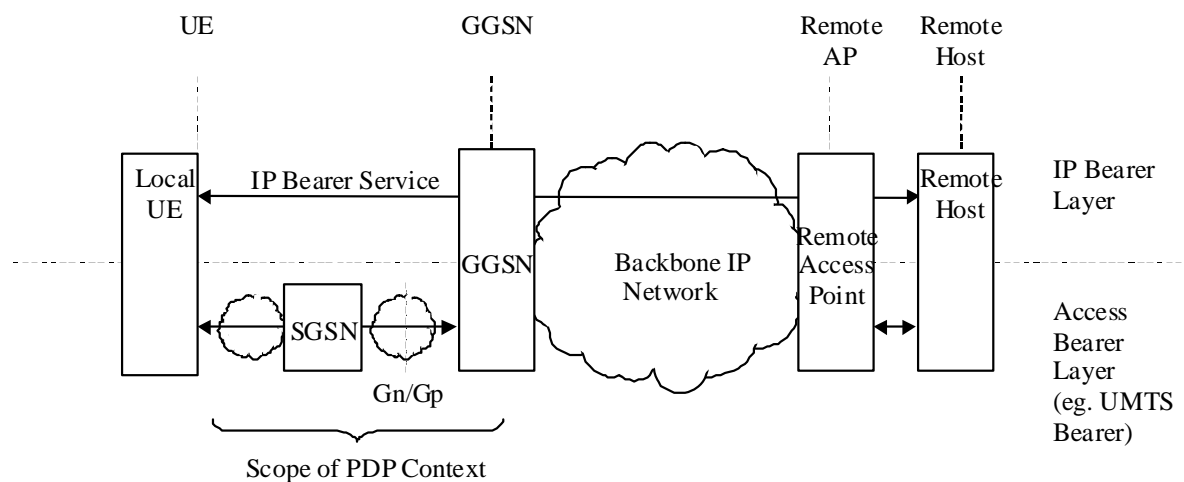 UE
GGSN
Remote
AP
Remote
Host
Local
UE
IP Bearer Service
Remote
Host
IP Bearer
Layer
GGSN
Backbone IP
Network
Remote
Access
Point
SGSN
Gn/Gp
Access
Bearer
Layer
(eg. UMTS
Bearer)
Scope of PDP Context